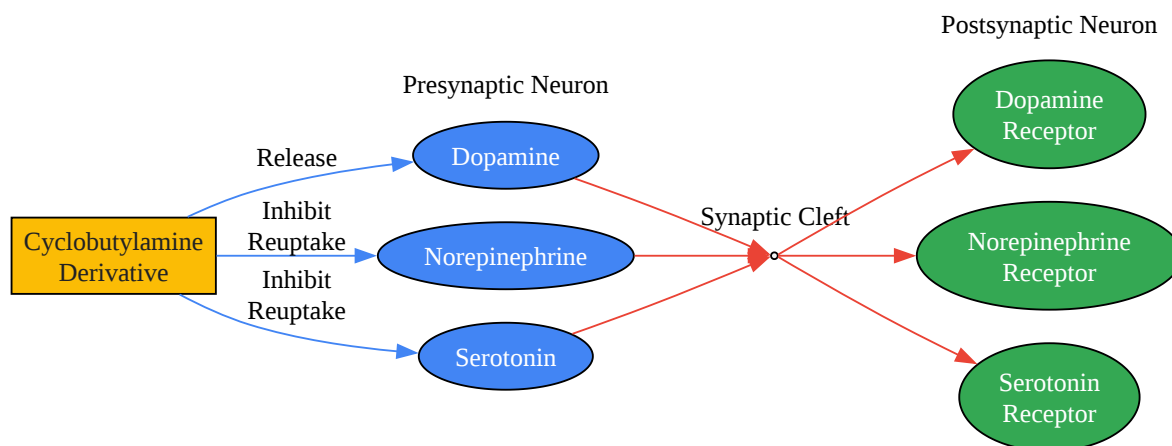 Postsynaptic Neuron
Presynaptic Neuron
Dopamine
Receptor
Release
Dopamine
Inhibit
Reuptake
Synaptic Cleft
Cyclobutylamine
Derivative
Norepinephrine
Norepinephrine
Receptor
Inhibit
Reuptake
Serotonin
Serotonin
Receptor